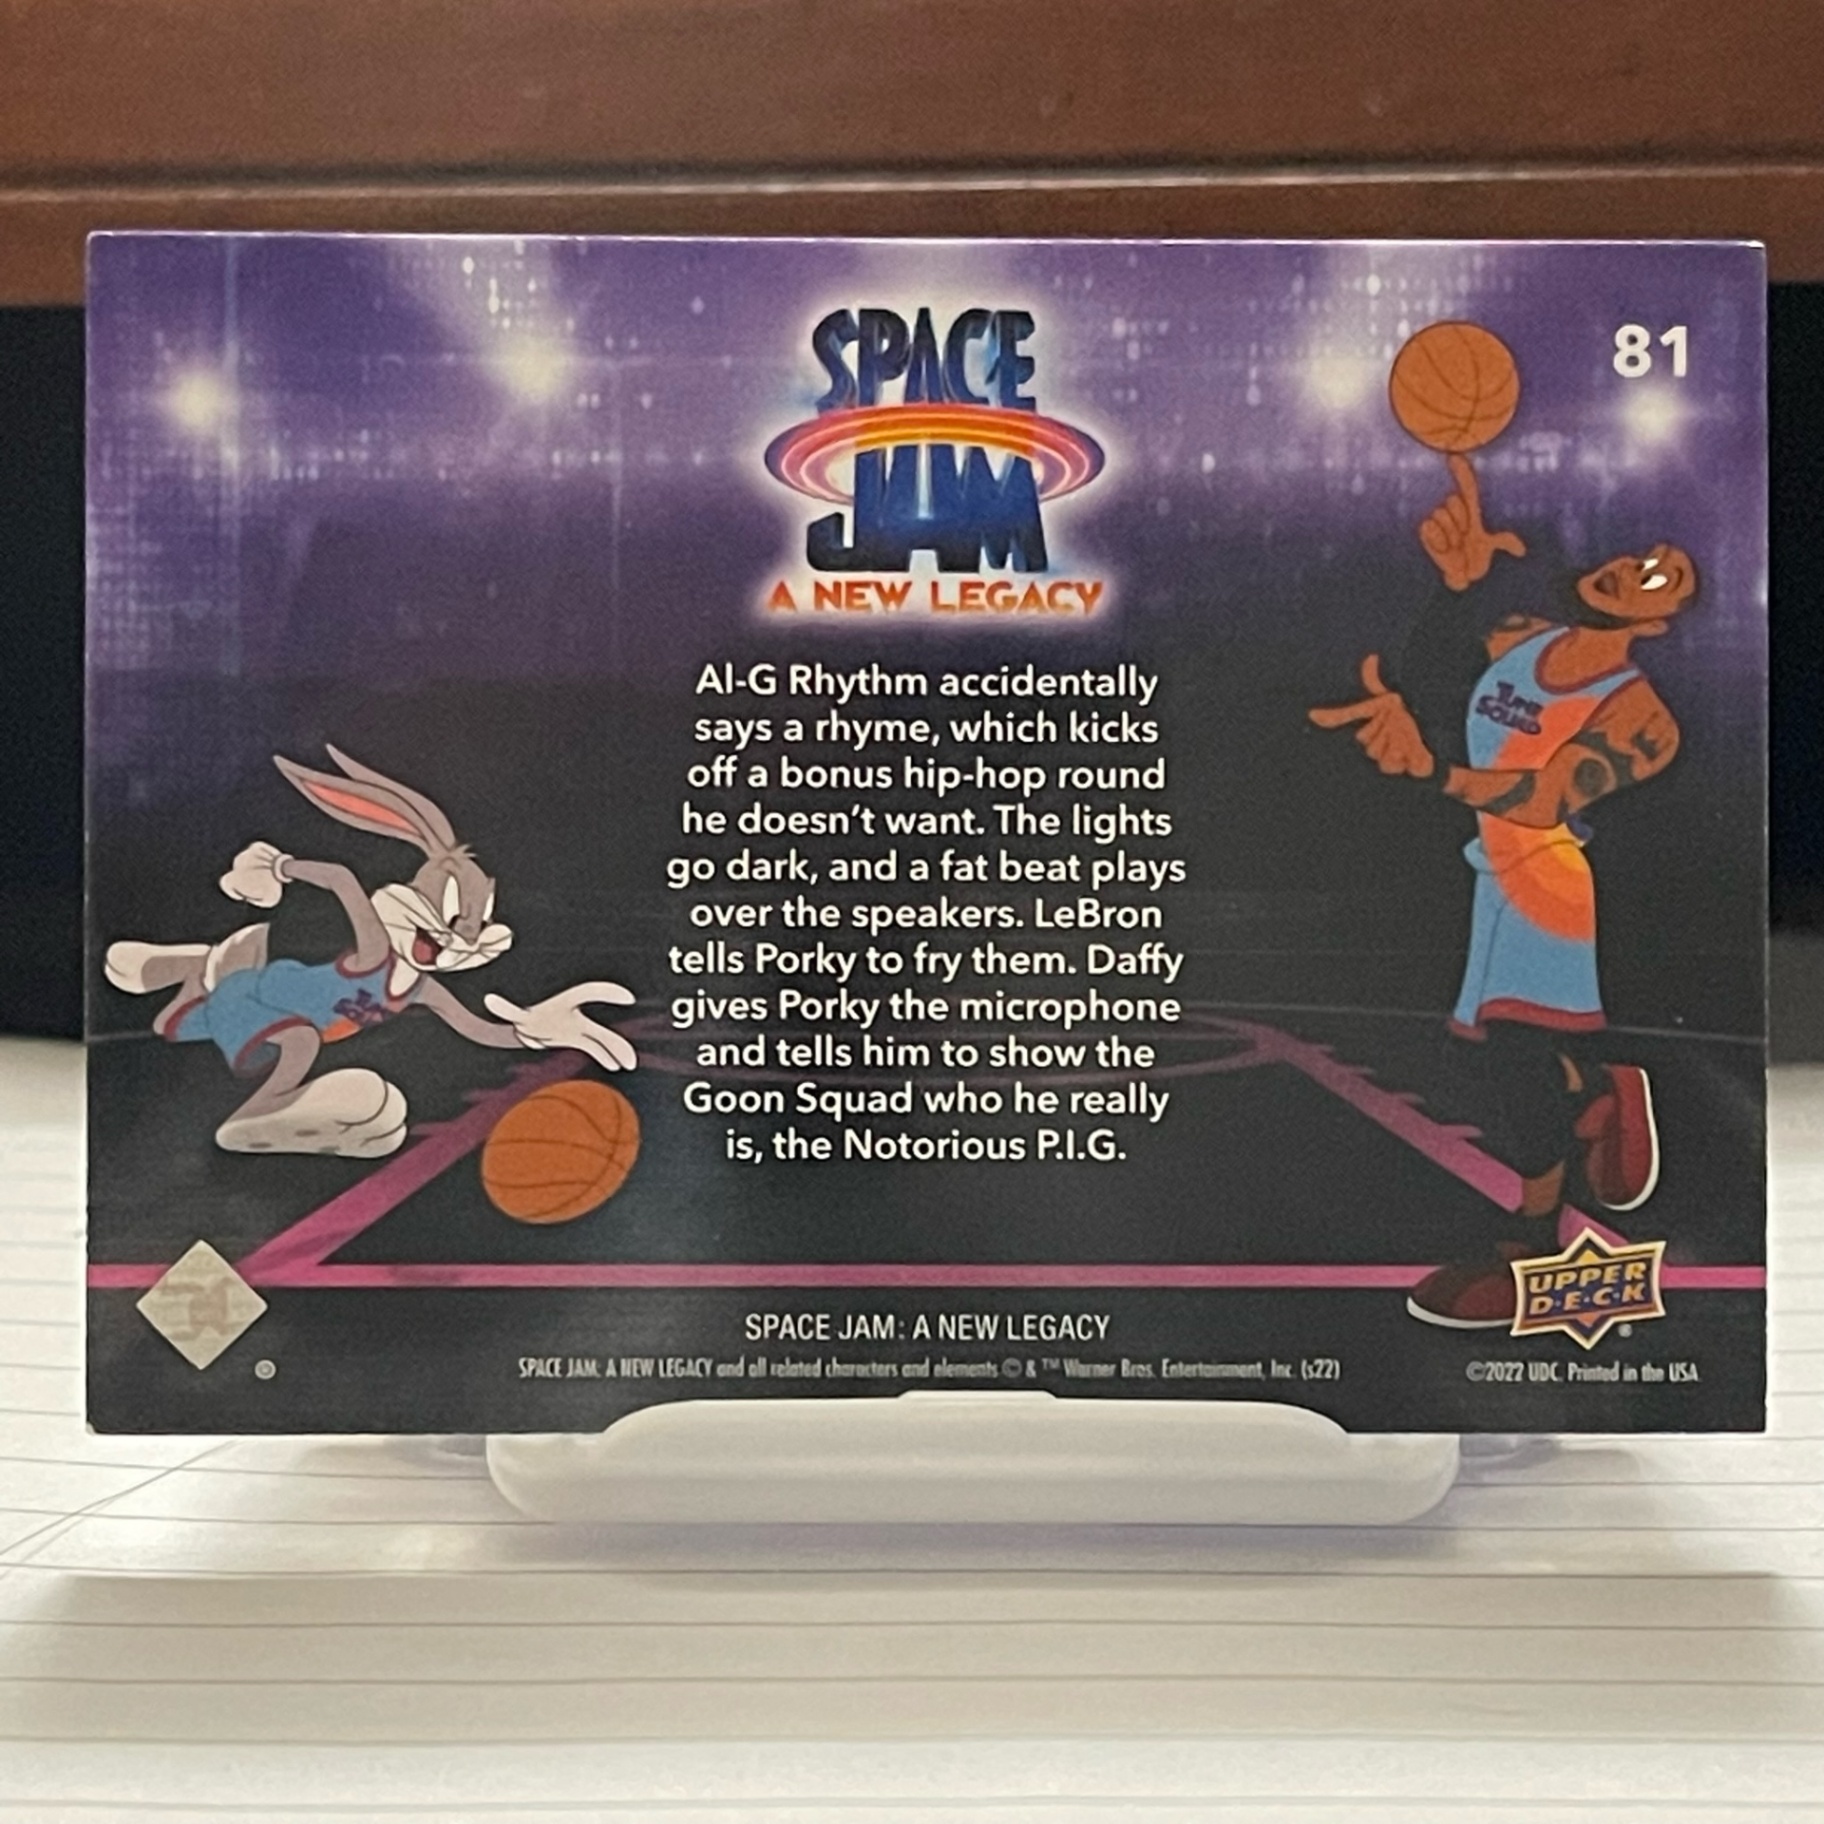 SPACE
JAM
A NEW LEGACY
81
TUNE
SQUAD
Al-G Rhythm accidentally
says a rhyme, which kicks
off a bonus hip-hop round
he doesn't want. The lights
go dark, and a fat beat plays
over the speakers. LeBron
tells Porky to fry them. Daffy
gives Porky the microphone
and tells him to show the
Goon Squad who he really
is, the Notorious P.I.G.
UPPER
D·E·C·K
SPACE JAM: A NEW LEGACY
SPACE JAM: A NEW LEGACY and all related characters and elements © & ™ Warner Bros. Entertainment, Inc. (s22)
©2022 UDC. Printed in the USA